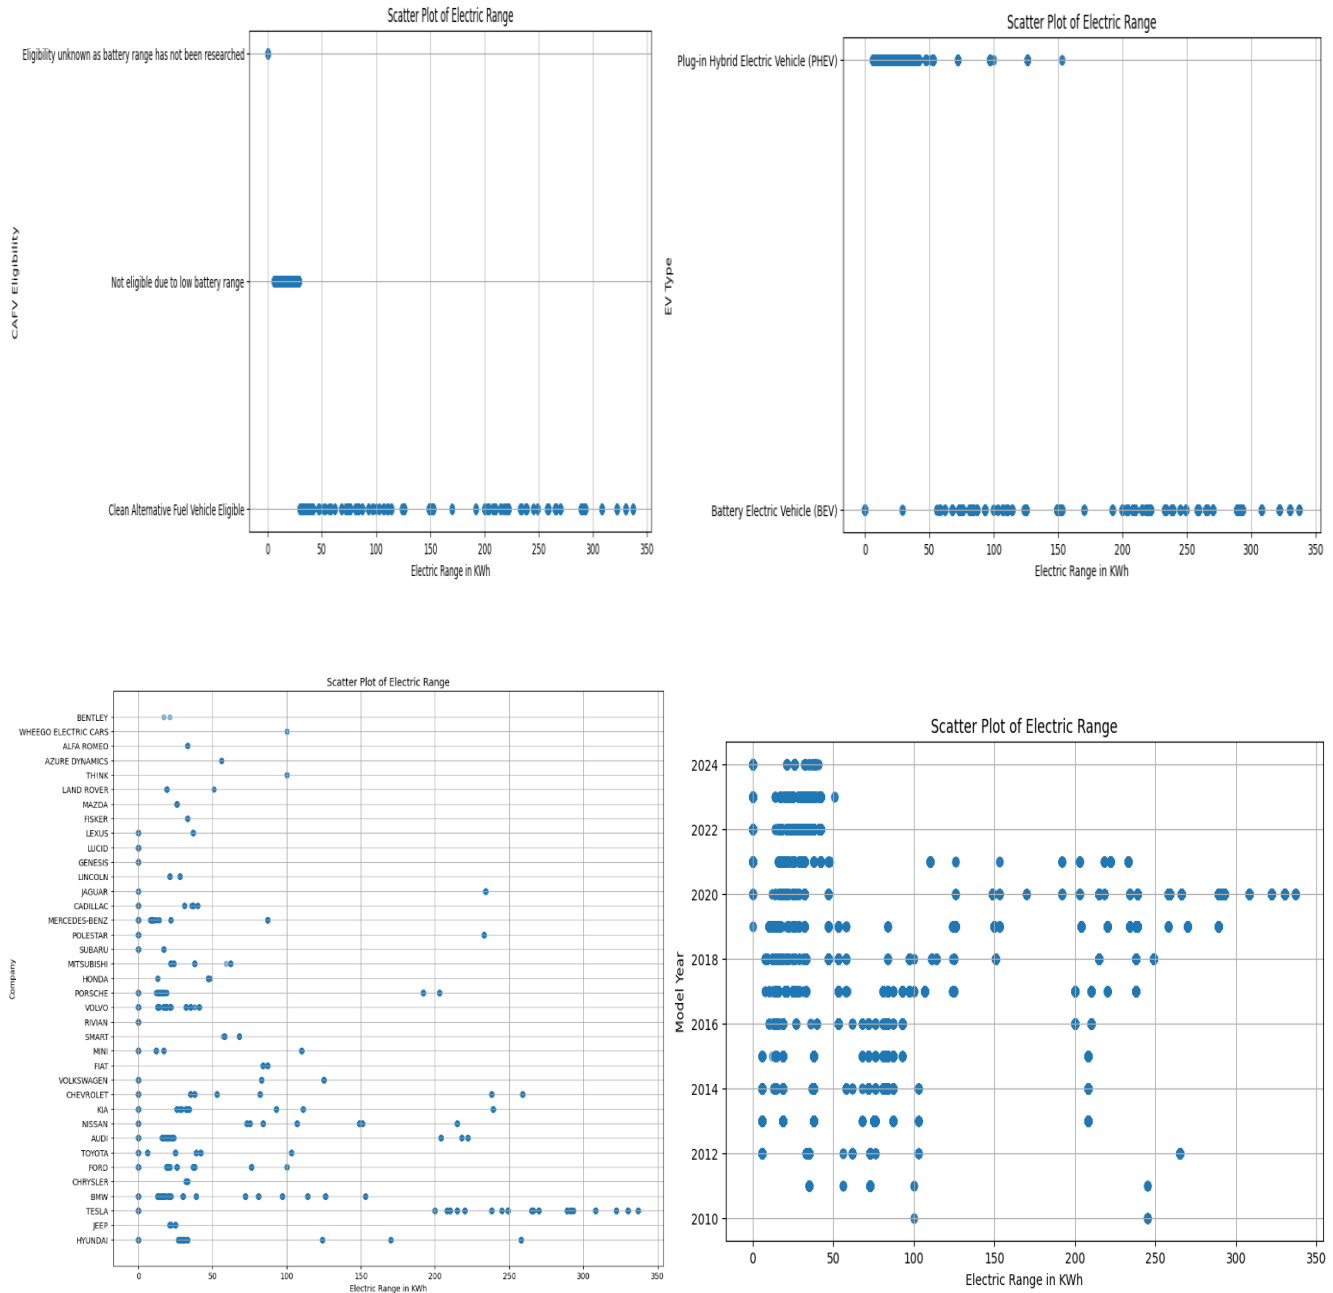 Scatter Plot of Electric Range
Eligibility unknown as battery range has not been researched
Not eligible due to low battery range
Clean Alternative Fuel Vehicle Eligible
CAFV Eligibility
0 50 100 150 200 250 300 350
Electric Range in KWh
Scatter Plot of Electric Range
Plug-in Hybrid Electric Vehicle (PHEV)
Battery Electric Vehicle (BEV)
EV Type
0 50 100 150 200 250 300 350
Electric Range in KWh
Scatter Plot of Electric Range
BENTLEY
WHEEGO ELECTRIC CARS
ALFA ROMEO
AZURE DYNAMICS
THINK
LAND ROVER
MAZDA
FISKER
LEXUS
LUCID
GENESIS
LINCOLN
JAGUAR
CADILLAC
MERCEDES-BENZ
POLESTAR
SUBARU
MITSUBISHI
HONDA
PORSCHE
VOLVO
RIVIAN
SMART
MINI
FIAT
VOLKSWAGEN
CHEVROLET
KIA
NISSAN
AUDI
TOYOTA
FORD
CHRYSLER
BMW
TESLA
JEEP
HYUNDAI
Company
0 50 100 150 200 250 300 350
Electric Range in KWh
Scatter Plot of Electric Range
2024
2022
2020
2018
2016
2014
2012
2010
Model Year
0 50 100 150 200 250 300 350
Electric Range in KWh